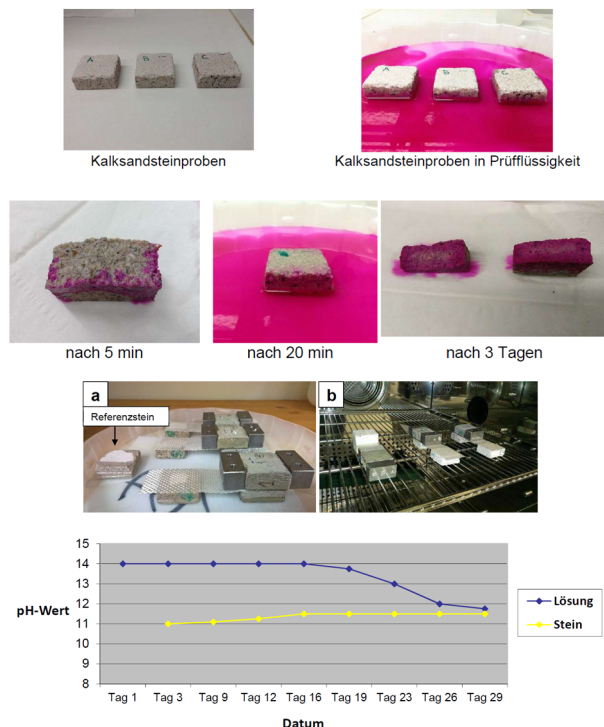 A B C
Kalksandsteinproben
A B C
Kalksandsteinproben in Prüfflüssigkeit
nach 5 min
nach 20 min
nach 3 Tagen
a
Referenzstein
b
15
14
13
12
11
10
9
8
pH-Wert
Tag 1 Tag 3 Tag 9 Tag 12 Tag 16 Tag 19 Tag 23 Tag 26 Tag 29
Datum
Lösung
Stein